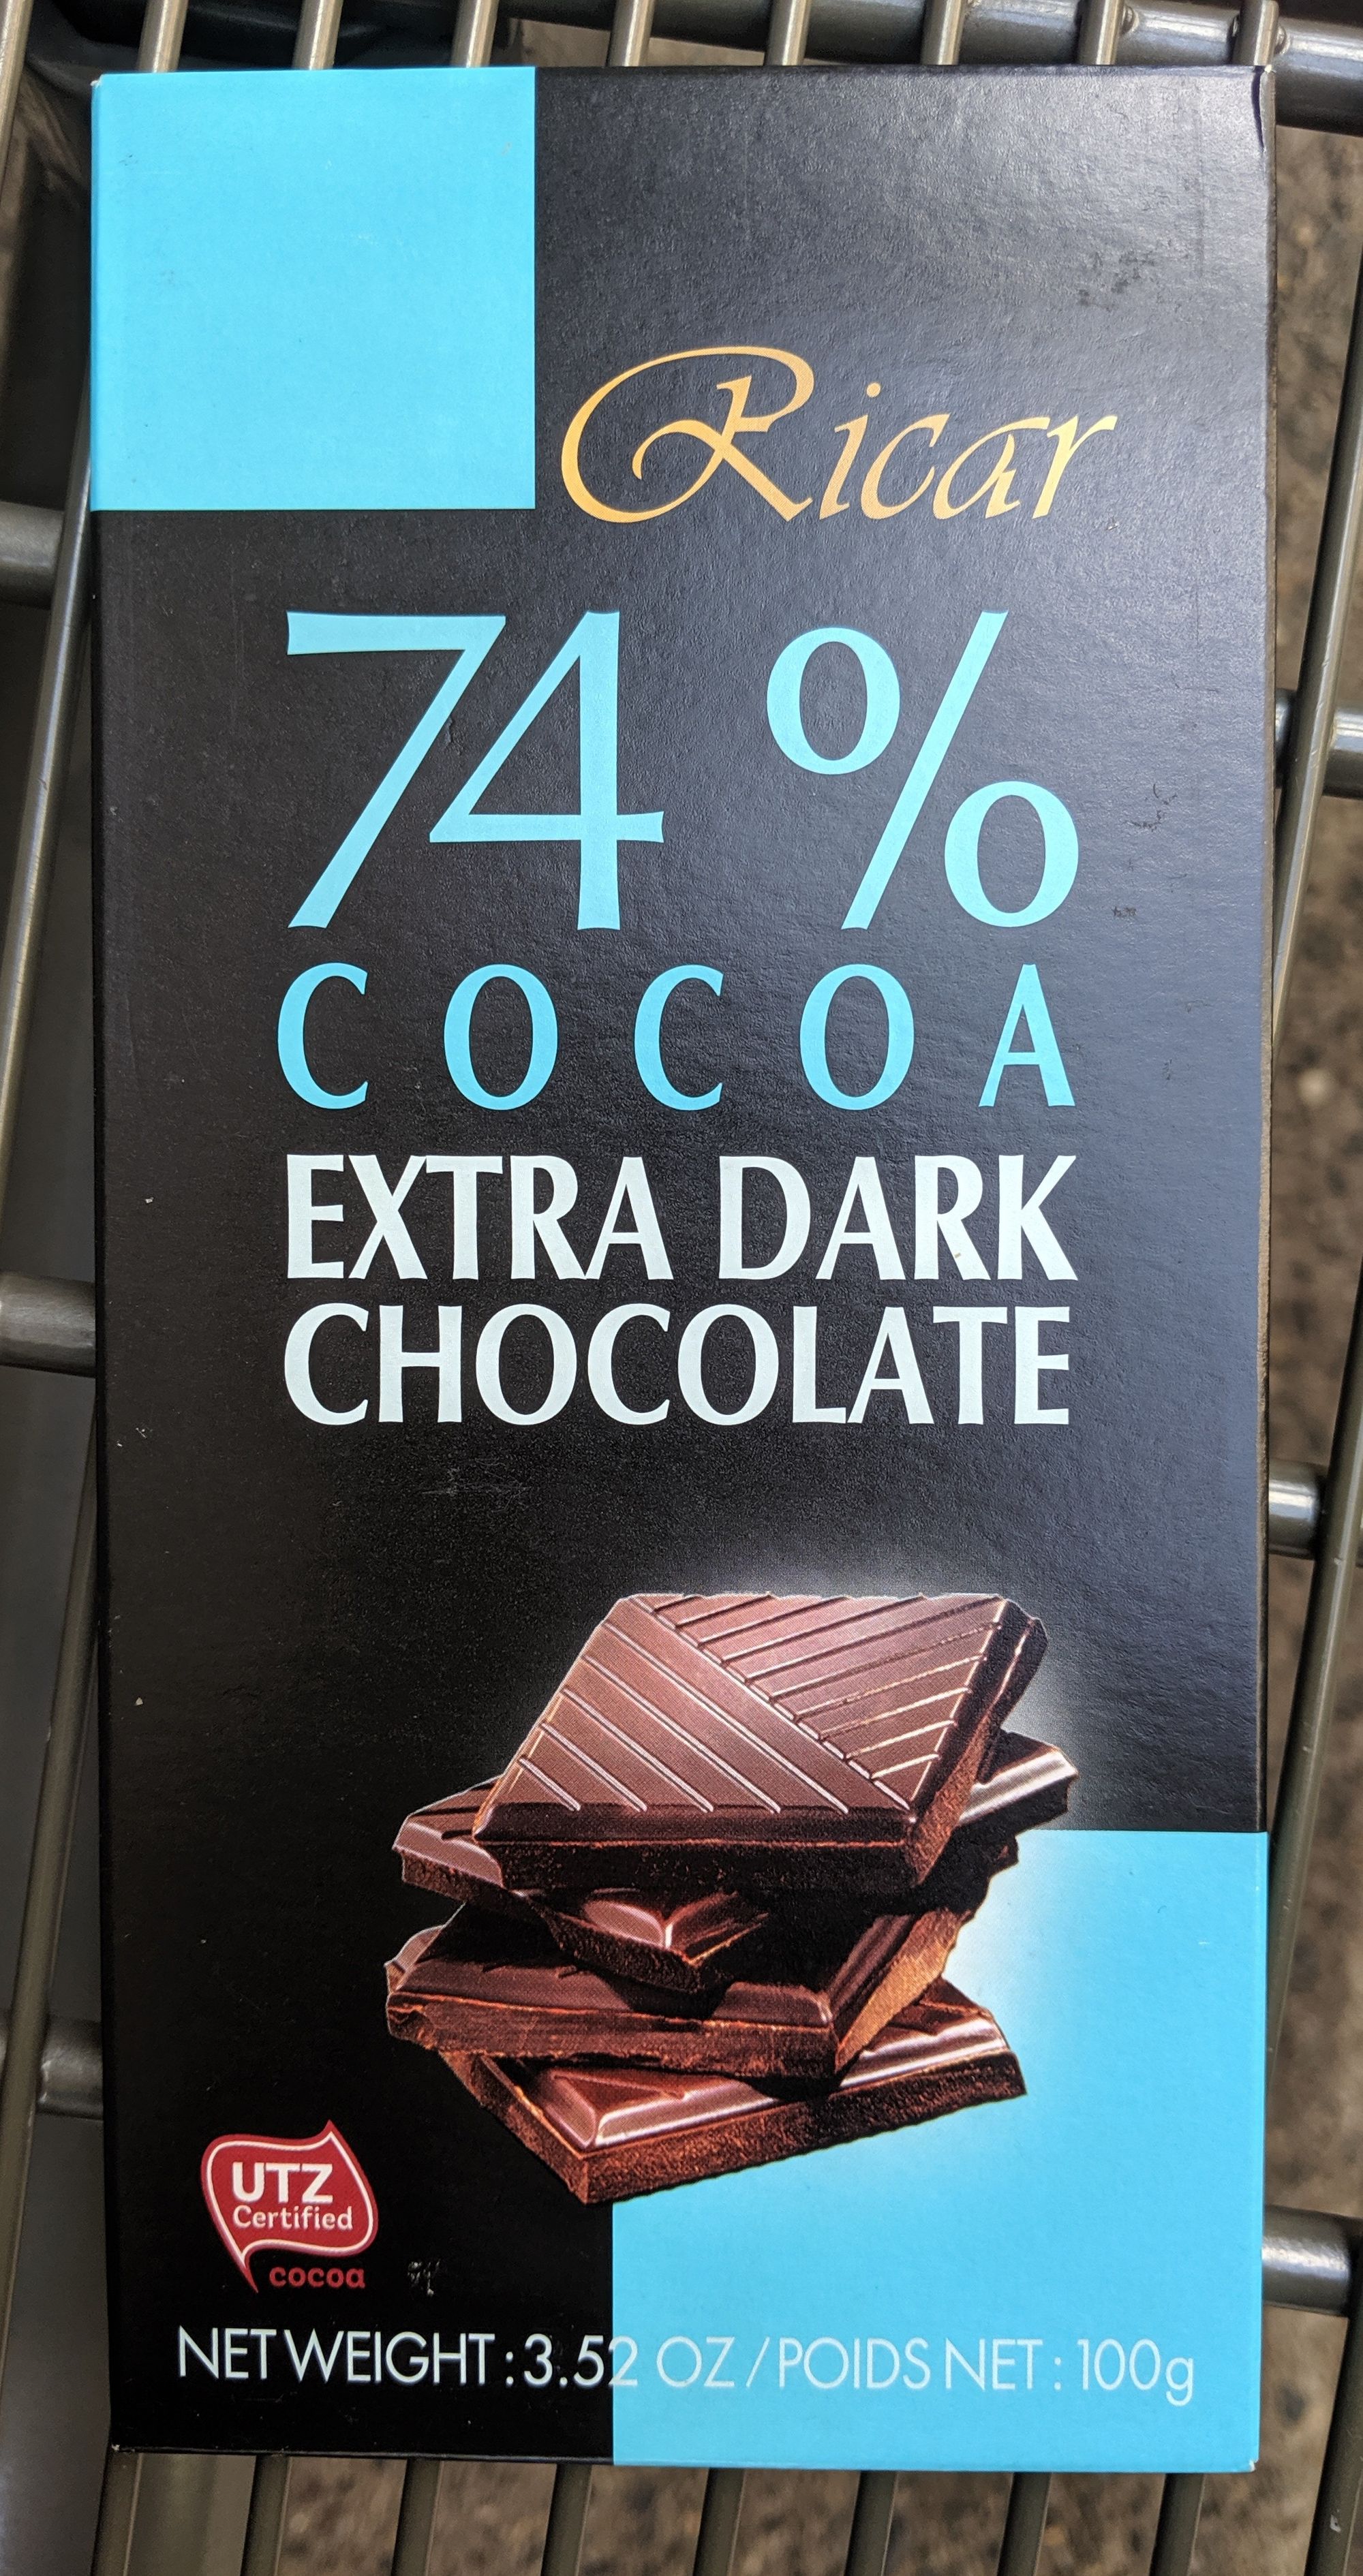 Ricar
74 %
COCOA
EXTRA DARK
CHOCOLATE
UTZ
Certified
cocoa
NET WEIGHT : 3.52 OZ / POIDS NET : 100g